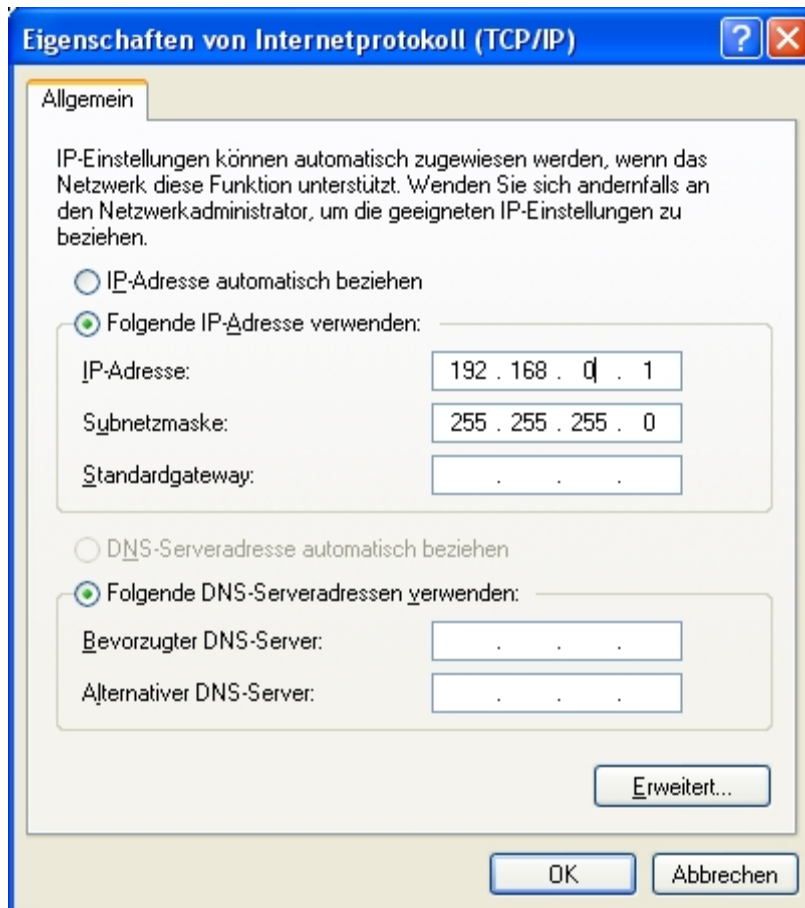 Eigenschaften von Internetprotokoll (TCP/IP)
Allgemein
IP-Einstellungen können automatisch zugewiesen werden, wenn das
Netzwerk diese Funktion unterstützt. Wenden Sie sich andernfalls an
den Netzwerkadministrator, um die geeigneten IP-Einstellungen zu
beziehen.
IP-Adresse automatisch beziehen
Folgende IP-Adresse verwenden:
IP-Adresse: 192 . 168 . 0 . 1
Subnetzmaske: 255 . 255 . 255 . 0
Standardgateway: . . .
DNS-Serveradresse automatisch beziehen
Folgende DNS-Serveradressen verwenden:
Bevorzugter DNS-Server: . . .
Alternativer DNS-Server: . . .
Erweitert...
OK Abbrechen